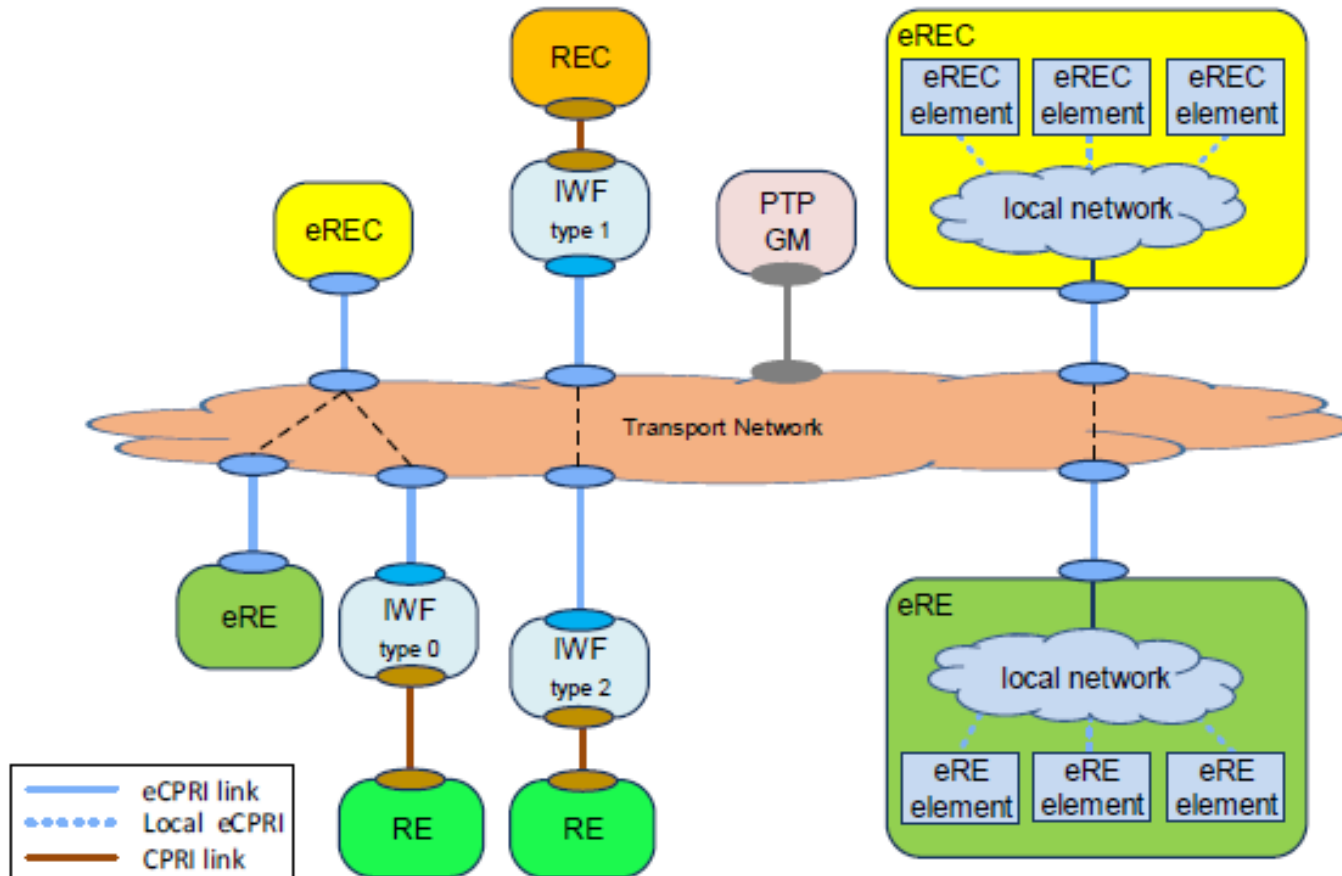 REC
eREC
eREC
element
eREC
element
eREC
element
local network
IWF
type 1
PTP
GM
eREC
Transport Network
eRE
IWF
type 0
IWF
type 2
eRE
local network
eRE
element
eRE
element
eRE
element
RE
RE
eCPRI link
Local eCPRI
CPRI link